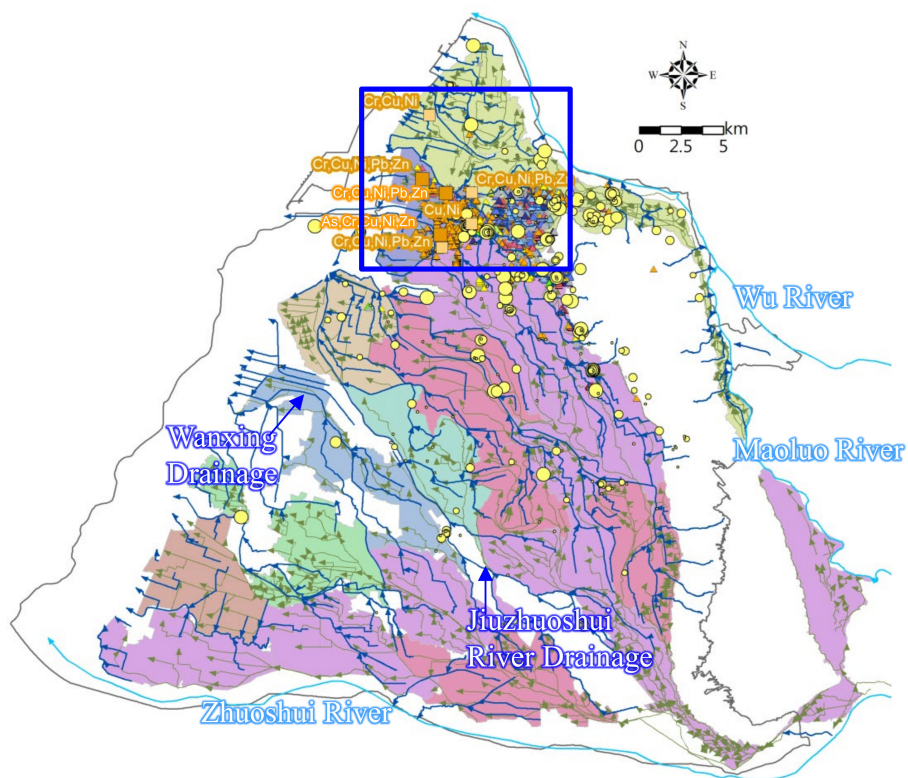 N
W E
S
km
0 2.5 5
Cr,Cu,Ni
Cr,Cu,Ni,Pb,Zn
Cr,Cu,Ni,Pb,Z
Cr,Cu,Ni,Pb,Zn
Cu,Ni
As,Cr,Cu,Ni,Zn
Cr,Cu,Ni,Pb,Zn
Wu River
Wanxing
Drainage
Maoluo River
Jiuzhuoshui
River Drainage
Zhuoshui River